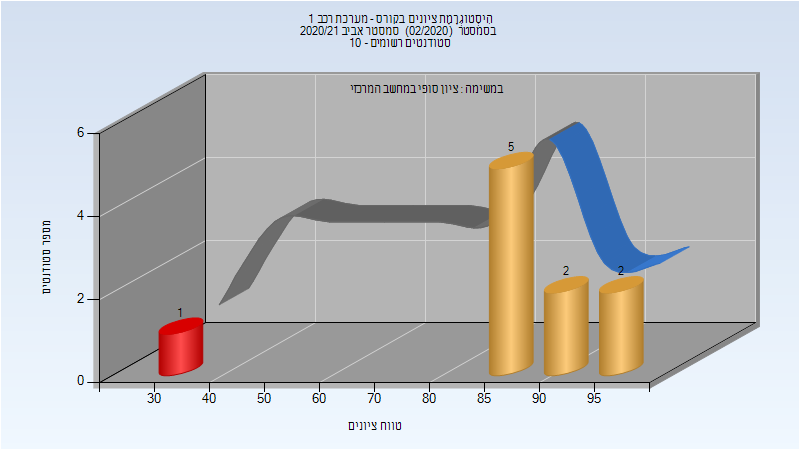 היסטוגרמת ציונים בקורס - מערכת רכב 1
בסמסטר (02/2020) סמסטר אביב 2020/21
סטודנטים רשומים - 10
במשימה : ציון סופי במחשב המרכזי
מספר סטודנטים
6
4
2
0
1
5
2
2
30
40
50
60
70
80
85
90
95
טווח ציונים